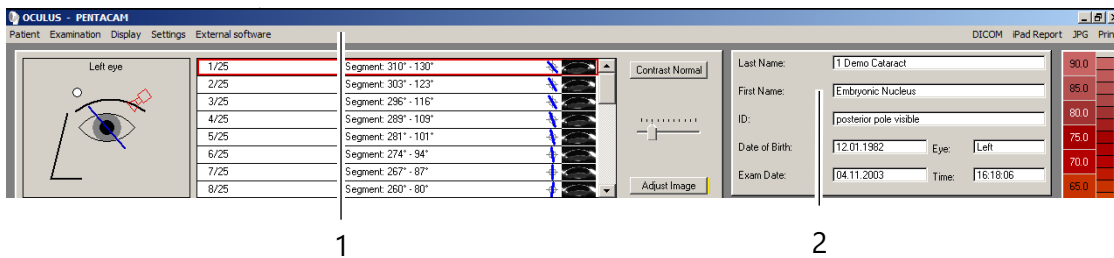 OCULUS - PENTACAM
Patient Examination Display Settings External software DICOM iPad Report JPG Prin
Left eye
1/25 Segment: 310° - 130°
2/25 Segment: 303° - 123°
3/25 Segment: 296° - 116°
4/25 Segment: 289° - 109°
5/25 Segment: 281° - 101°
6/25 Segment: 274° - 94°
7/25 Segment: 267° - 87°
8/25 Segment: 260° - 80°
Contrast Normal
Adjust Image
Last Name: 1 Demo Cataract
First Name: Embryonic Nucleus
ID: posterior pole visible
Date of Birth: 12.01.1982 Eye: Left
Exam Date: 04.11.2003 Time: 16:18:06
90.0
85.0
80.0
75.0
70.0
65.0
1 2